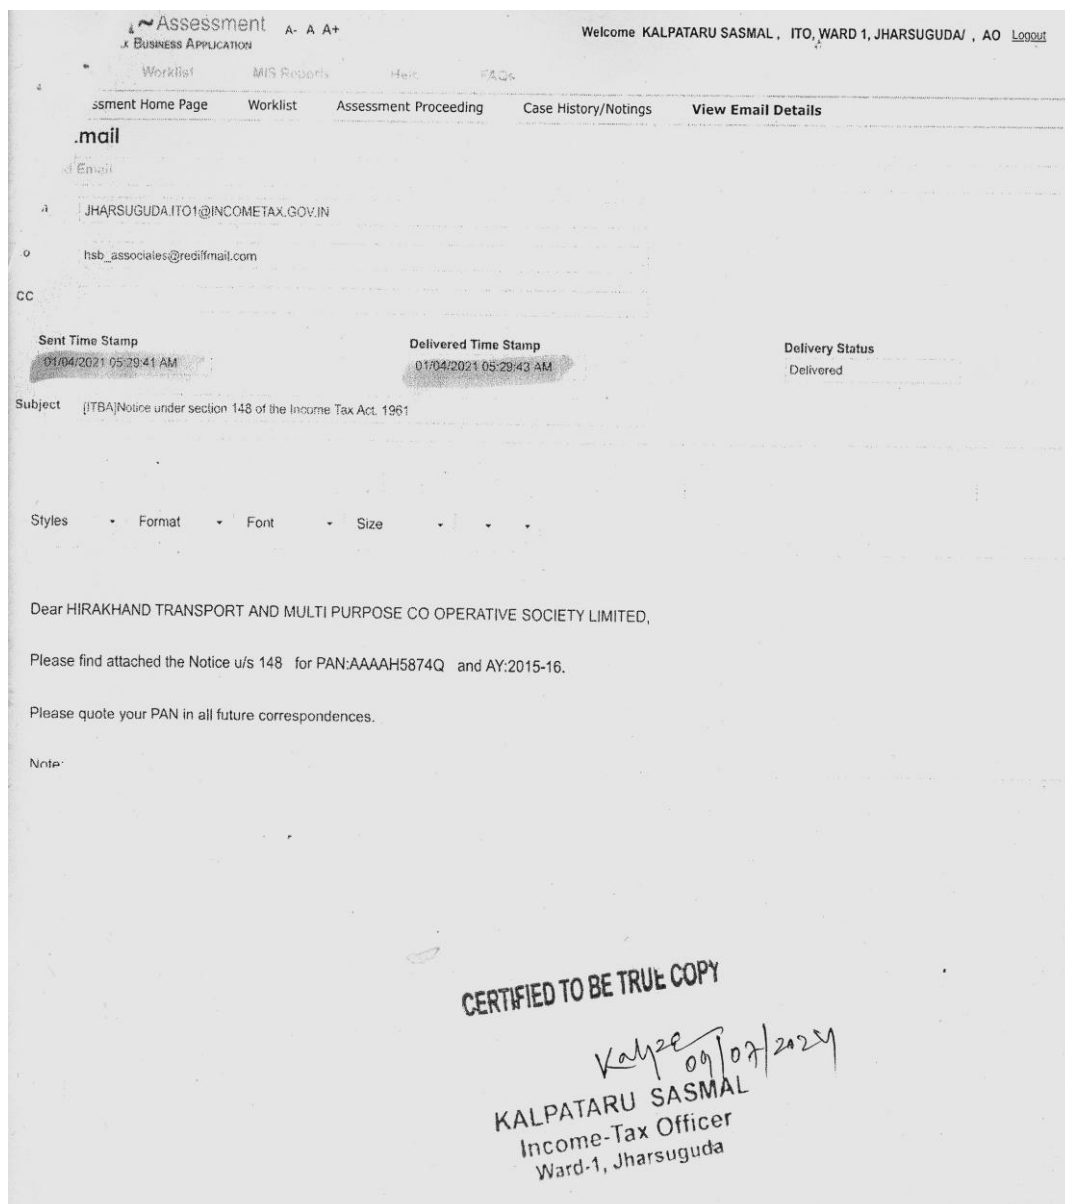 Assessment A- A A+
BUSINESS APPLICATION
Welcome KALPATARU SASMAL , ITO, WARD 1, JHARSUGUDA/ , AO Logout
Worklist MIS Reports Help FAQs
ssment Home Page Worklist Assessment Proceeding Case History/Notings View Email Details
.mail
d Email
JHARSUGUDA.ITO1@INCOMETAX.GOV.IN
hsb_associales@rediffmail.com
CC
Sent Time Stamp Delivered Time Stamp Delivery Status
01/04/2021 05:29:41 AM 01/04/2021 05:29:43 AM Delivered
Subject [ITBA]Notice under section 148 of the Income Tax Act. 1961
Styles Format Font Size
Dear HIRAKHAND TRANSPORT AND MULTI PURPOSE CO OPERATIVE SOCIETY LIMITED,
Please find attached the Notice u/s 148 for PAN:AAAAH5874Q and AY:2015-16.
Please quote your PAN in all future correspondences.
Note:
CERTIFIED TO BE TRUE COPY
09/07/2024
KALPATARU SASMAL
Income-Tax Officer
Ward-1, Jharsuguda